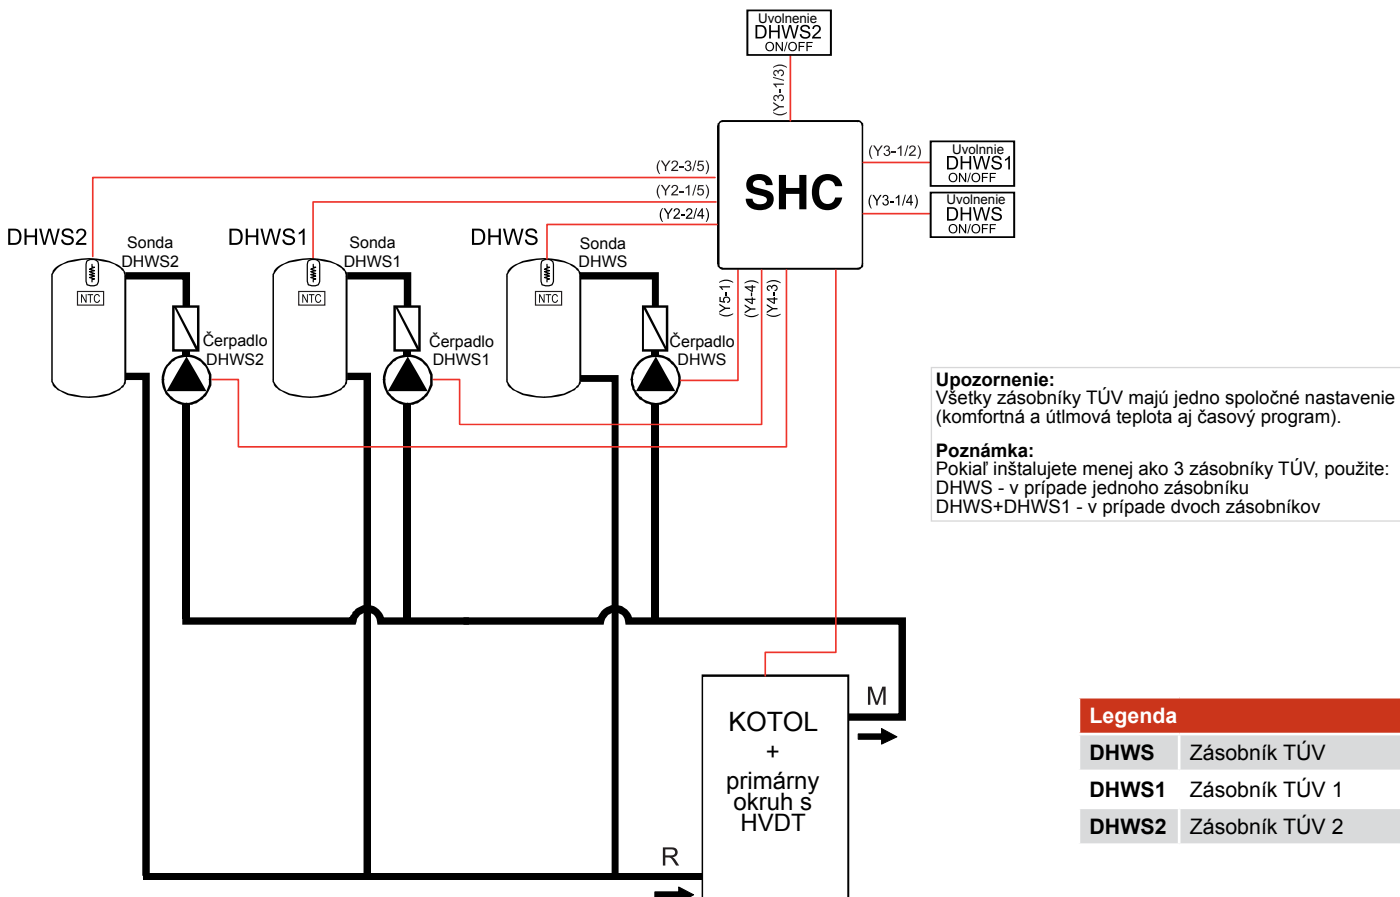 Uvolnenie
DHWS2
ON/OFF
(Y3-1/3)
SHC
(Y3-1/2)
Uvolnnie
DHWS1
ON/OFF
(Y3-1/4)
Uvolnenie
DHWS
ON/OFF
(Y2-3/5)
(Y2-1/5)
(Y2-2/4)
DHWS2
Sonda
DHWS2
NTC
Čerpadlo
DHWS2
DHWS1
Sonda
DHWS1
NTC
Čerpadlo
DHWS1
DHWS
Sonda
DHWS
NTC
Čerpadlo
DHWS
(Y5-1)
(Y4-4)
(Y4-3)
Upozornenie:
Všetky zásobníky TÚV majú jedno spoločné nastavenie
(komfortná a útlmová teplota aj časový program).
Poznámka:
Pokiaľ inštalujete menej ako 3 zásobníky TÚV, použite:
DHWS - v prípade jednoho zásobníku
DHWS+DHWS1 - v prípade dvoch zásobníkov
KOTOL
+
primárny
okruh s
HVDT
M
R
Legenda
DHWS Zásobník TÚV
DHWS1 Zásobník TÚV 1
DHWS2 Zásobník TÚV 2